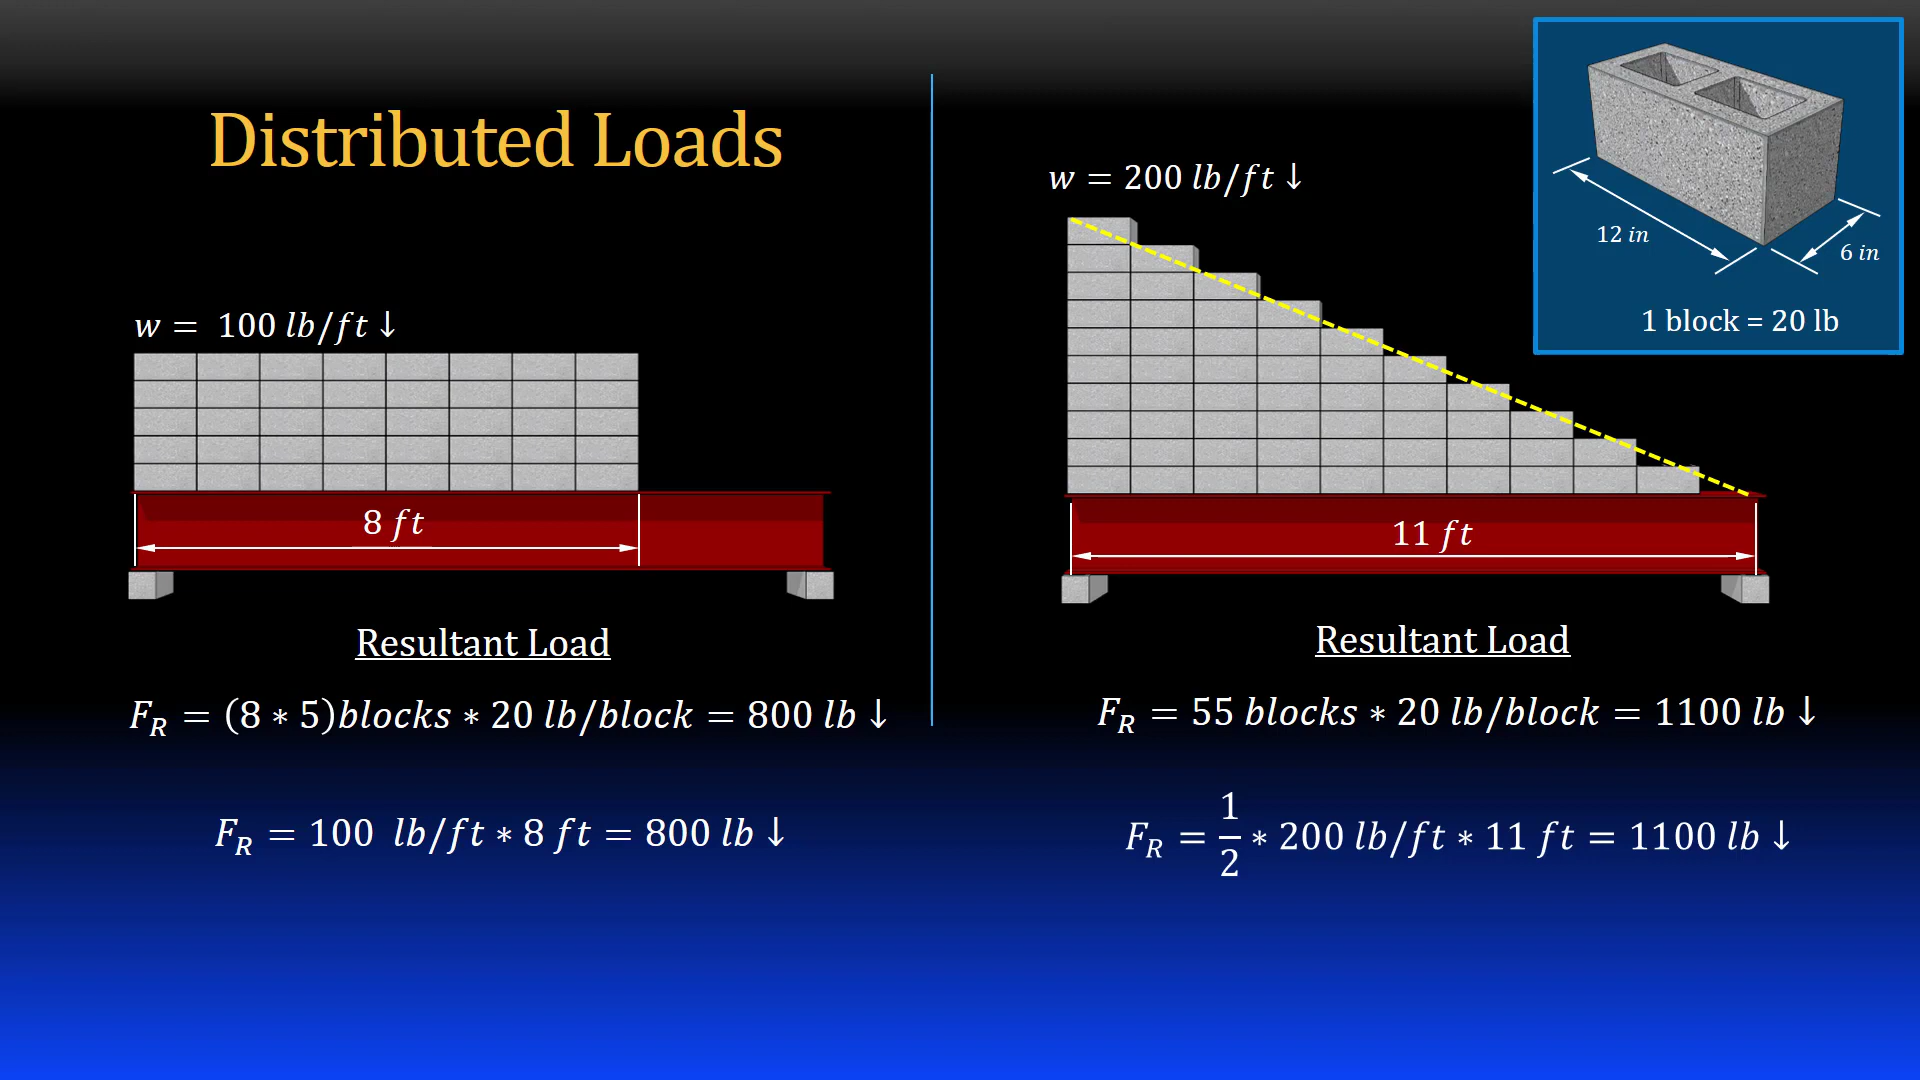 Distributed Loads
w = 100 lb/ft ↓
8 ft
Resultant Load
F_R = (8 ∗ 5)blocks ∗ 20 lb/block = 800 lb ↓
F_R = 100 lb/ft ∗ 8 ft = 800 lb ↓
w = 200 lb/ft ↓
11 ft
Resultant Load
F_R = 55 blocks ∗ 20 lb/block = 1100 lb ↓
F_R = 1/2 ∗ 200 lb/ft ∗ 11 ft = 1100 lb ↓
12 in
6 in
1 block = 20 lb